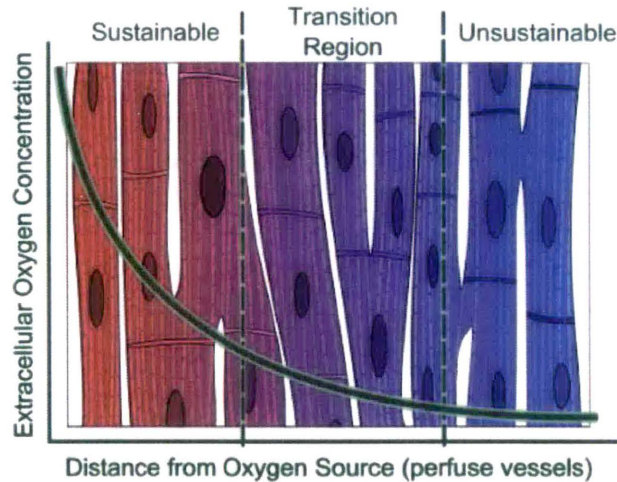 Sustainable
Transition
Region
Unsustainable
Extracellular Oxygen Concentration
Distance from Oxygen Source (perfuse vessels)